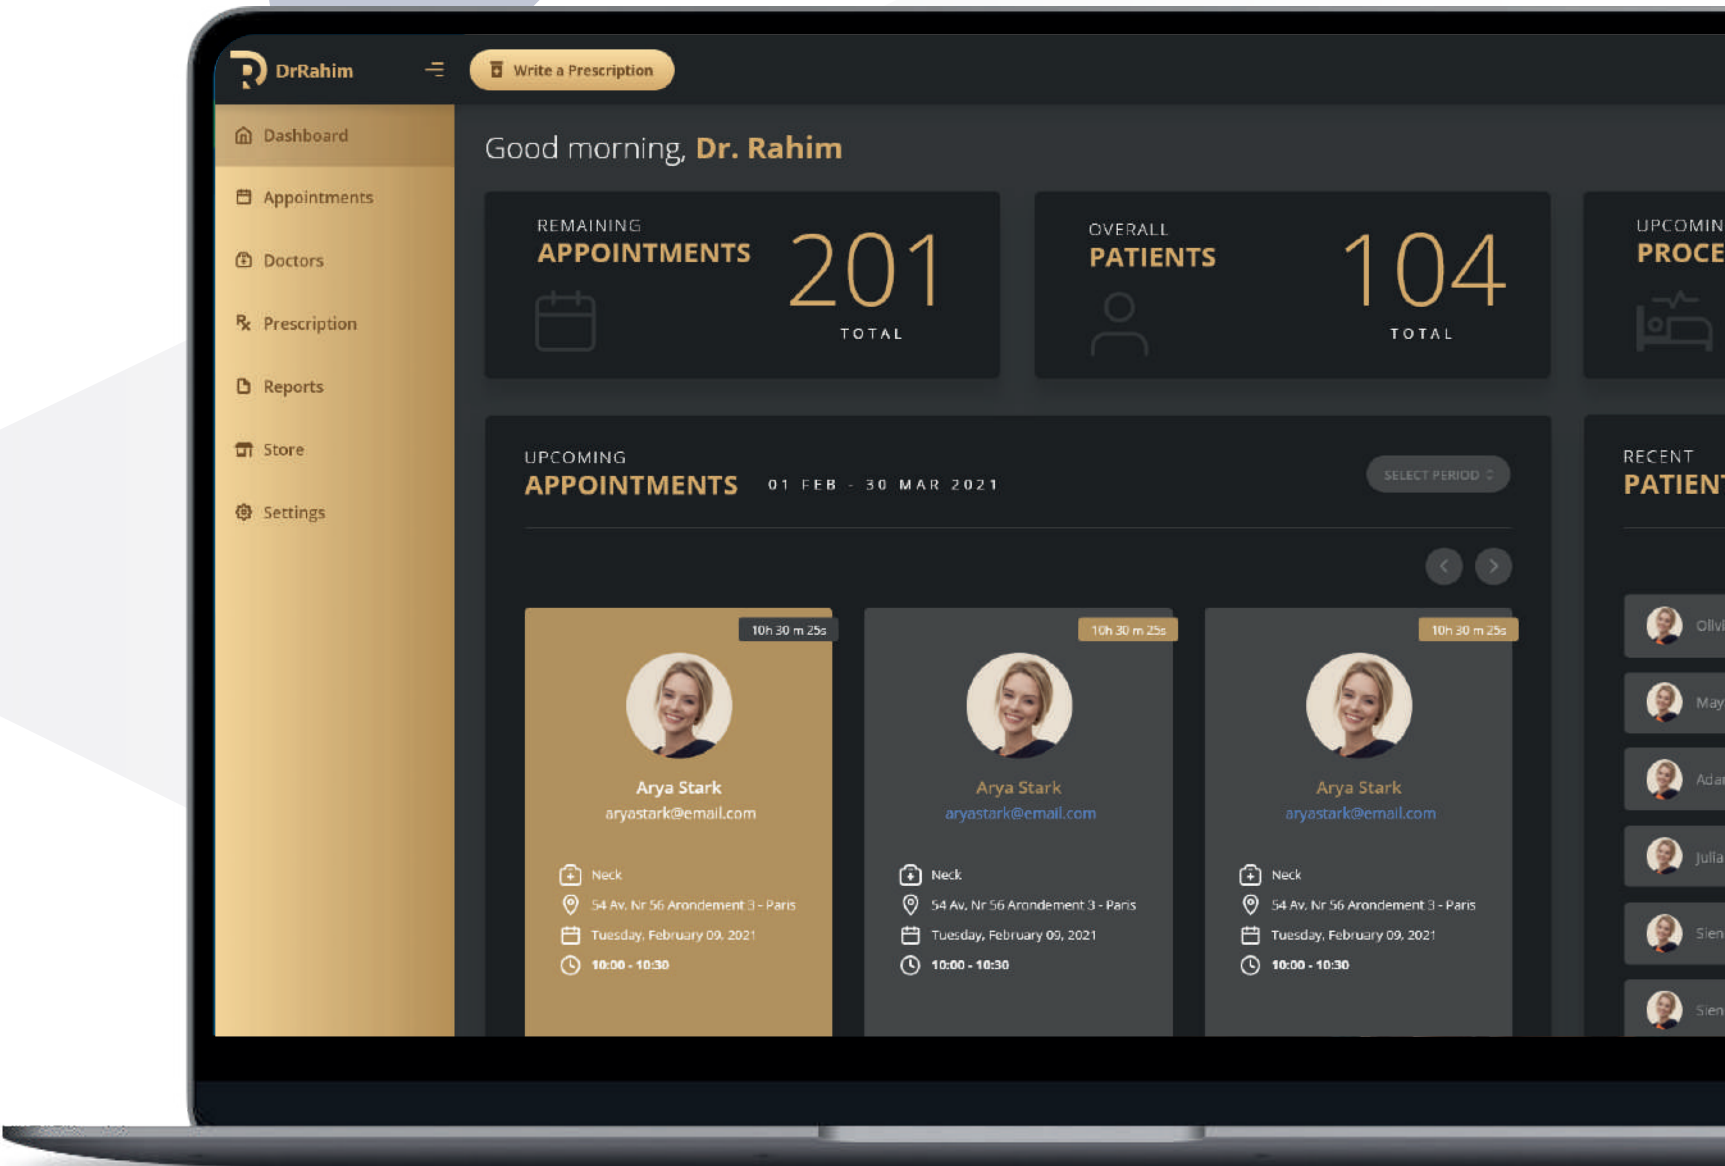 DrRahim
Write a Prescription
Dashboard
Appointments
Doctors
Prescription
Reports
Store
Settings
Good morning, Dr. Rahim
REMAINING
APPOINTMENTS
201
TOTAL
OVERALL
PATIENTS
104
TOTAL
UPCOMIN
PROCE
UPCOMING
APPOINTMENTS 01 FEB - 30 MAR 2021
SELECT PERIOD
10h 30 m 25s
Arya Stark
aryastark@email.com
Neck
54 Av, Nr 56 Arondement 3 - Paris
Tuesday, February 09, 2021
10:00 - 10:30
10h 30 m 25s
Arya Stark
aryastark@email.com
Neck
54 Av, Nr 56 Arondement 3 - Paris
Tuesday, February 09, 2021
10:00 - 10:30
10h 30 m 25s
Arya Stark
aryastark@email.com
Neck
54 Av, Nr 56 Arondement 3 - Paris
Tuesday, February 09, 2021
10:00 - 10:30
RECENT
PATIENT
Olivi
May
Adar
Julia
Sien
Sien